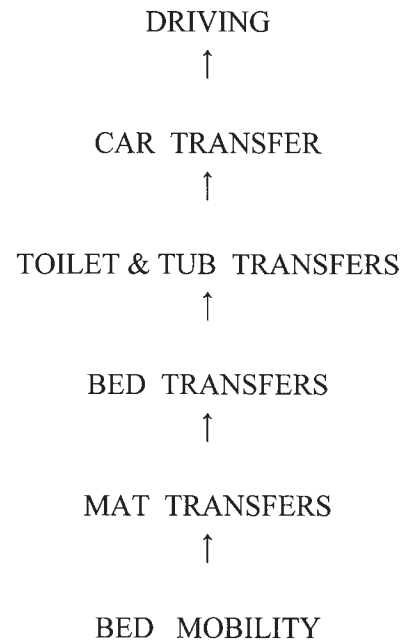 DRIVING
↑
CAR TRANSFER
↑
TOILET & TUB TRANSFERS
↑
BED TRANSFERS
↑
MAT TRANSFERS
↑
BED MOBILITY